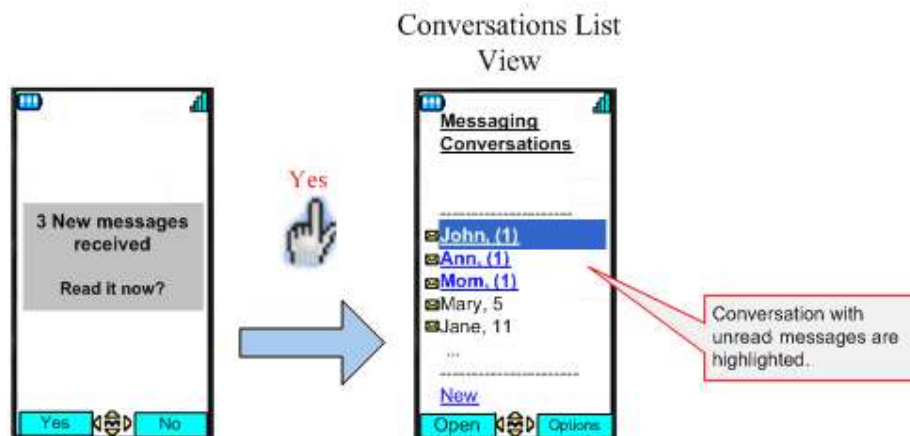 Conversations List
View
3 New messages
received
Read it now?
Yes
No
Yes
Messaging
Conversations
----------------------
John, (1)
Ann, (1)
Mom, (1)
Mary, 5
Jane, 11
...
-----------------------
New
Open
Options
Conversation with
unread messages are
highlighted.